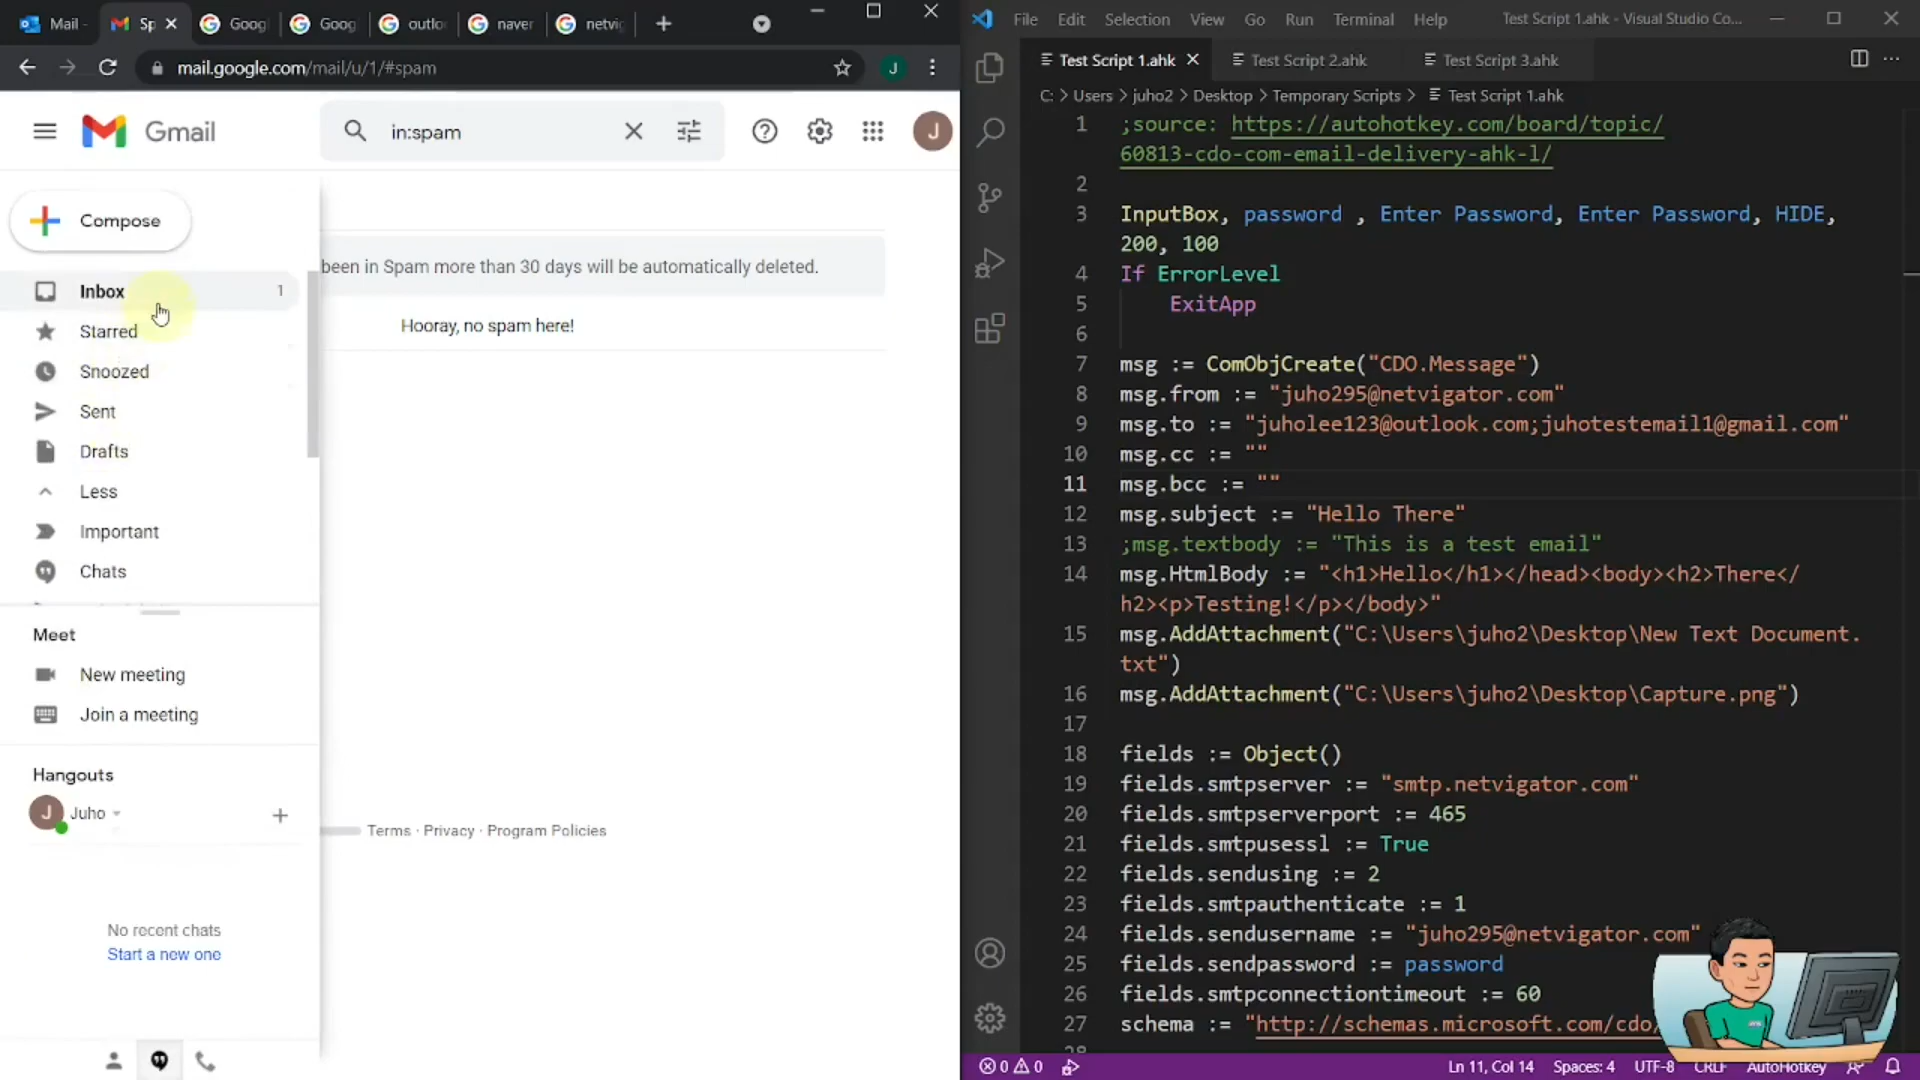 Mail -
Sp
Goog
Goog
outlo
naver
netvig
mail.google.com/mail/u/1/#spam
J
Gmail
in:spam
J
Compose
been in Spam more than 30 days will be automatically deleted.
Inbox 1
Hooray, no spam here!
Starred
Snoozed
Sent
Drafts
Less
Important
Chats
Meet
New meeting
Join a meeting
Hangouts
J Juho
Terms · Privacy · Program Policies
No recent chats
Start a new one
File Edit Selection View Go Run Terminal Help Test Script 1.ahk - Visual Studio Co...
Test Script 1.ahk Test Script 2.ahk Test Script 3.ahk
C: > Users > juho2 > Desktop > Temporary Scripts > Test Script 1.ahk
1 ;source: https://autohotkey.com/board/topic/
60813-cdo-com-email-delivery-ahk-l/
2
3 InputBox, password , Enter Password, Enter Password, HIDE,
200, 100
4 If ErrorLevel
5 ExitApp
6
7 msg := ComObjCreate("CDO.Message")
8 msg.from := "juho295@netvigator.com"
9 msg.to := "juholee123@outlook.com;juhotestemail1@gmail.com"
10 msg.cc := ""
11 msg.bcc := ""
12 msg.subject := "Hello There"
13 ;msg.textbody := "This is a test email"
14 msg.HtmlBody := "<h1>Hello</h1></head><body><h2>There</
h2><p>Testing!</p></body>"
15 msg.AddAttachment("C:\Users\juho2\Desktop\New Text Document.
txt")
16 msg.AddAttachment("C:\Users\juho2\Desktop\Capture.png")
17
18 fields := Object()
19 fields.smtpserver := "smtp.netvigator.com"
20 fields.smtpserverport := 465
21 fields.smtpusessl := True
22 fields.sendusing := 2
23 fields.smtpauthenticate := 1
24 fields.sendusername := "juho295@netvigator.com"
25 fields.sendpassword := password
26 fields.smtpconnectiontimeout := 60
27 schema := "http://schemas.microsoft.com/cdo/
0 0 Ln 11, Col 14 Spaces: 4 UTF-8 CRLF AutoHotkey